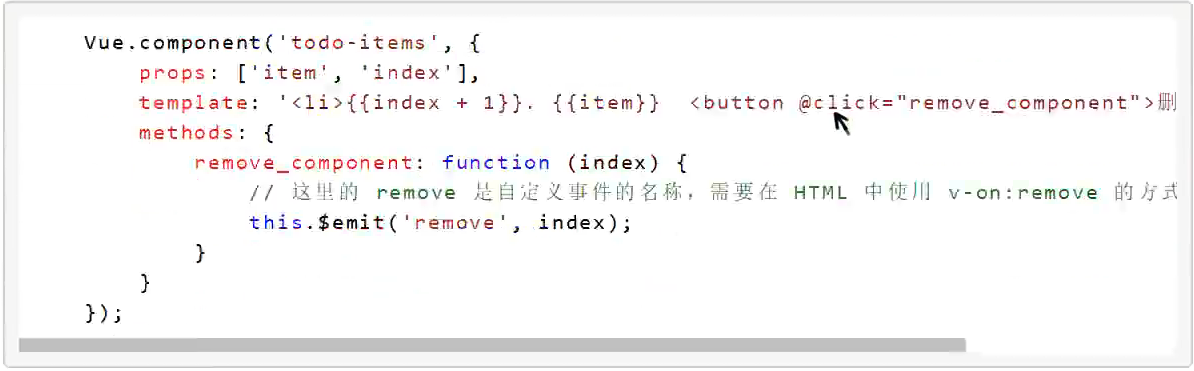 Vue.component('todo-items', {
props: ['item', 'index'],
template: '<li>{{index + 1}}. {{item}}  <button @click="remove_component">删
methods: {
remove_component: function (index) {
// 这里的 remove 是自定义事件的名称，需要在 HTML 中使用 v-on:remove 的方式
this.$emit('remove', index);
}
}
});